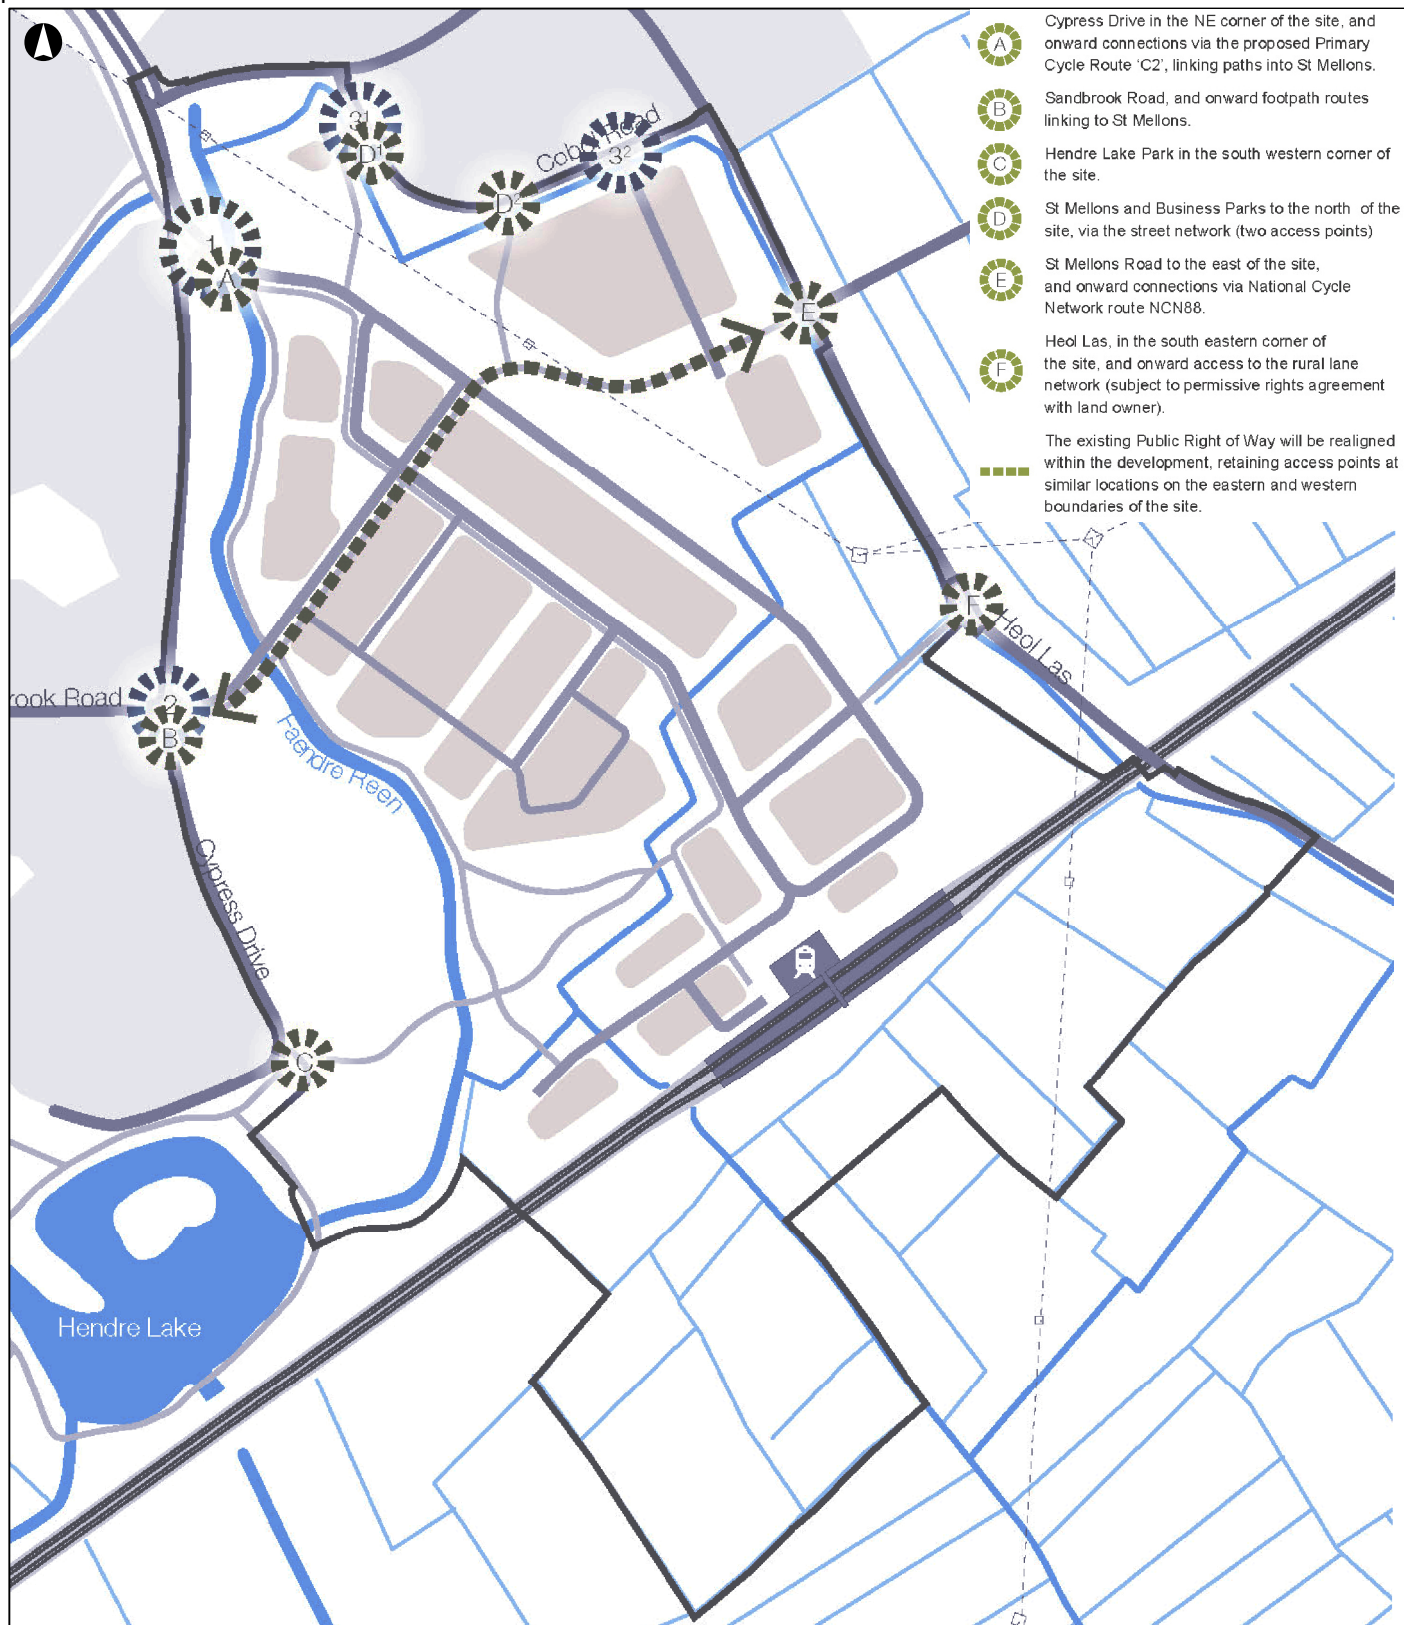 Cypress Drive in the NE corner of the site, and
onward connections via the proposed Primary
Cycle Route ‘C2’, linking paths into St Mellons.
A
Sandbrook Road, and onward footpath routes
linking to St Mellons.
B
Hendre Lake Park in the south western corner of
the site.
C
St Mellons and Business Parks to the north of the
site, via the street network (two access points)
D
St Mellons Road to the east of the site,
and onward connections via National Cycle
Network route NCN88.
E
Heol Las, in the south eastern corner of
the site, and onward access to the rural lane
network (subject to permissive rights agreement
with land owner).
F
The existing Public Right of Way will be realigned
within the development, retaining access points at
similar locations on the eastern and western
boundaries of the site.
3¹
D¹
Road
3²
D²
1
A
E
F
Heol Las
rook Road
2
B
Faendre Reen
Cypress Drive
C
Hendre Lake